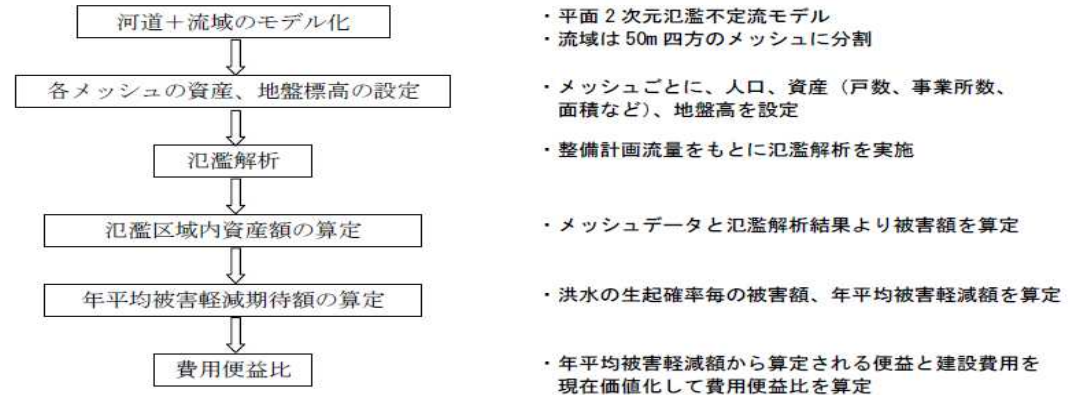 河道＋流域のモデル化
・平面２次元氾濫不定流モデル
・流域は 50m 四方のメッシュに分割
各メッシュの資産、地盤標高の設定
・メッシュごとに、人口、資産（戸数、事業所数、
面積など）、地盤高を設定
氾濫解析
・整備計画流量をもとに氾濫解析を実施
氾濫区域内資産額の算定
・メッシュデータと氾濫解析結果より被害額を算定
年平均被害軽減期待額の算定
・洪水の生起確率毎の被害額、年平均被害軽減額を算定
費用便益比
・年平均被害軽減額から算定される便益と建設費用を
現在価値化して費用便益比を算定